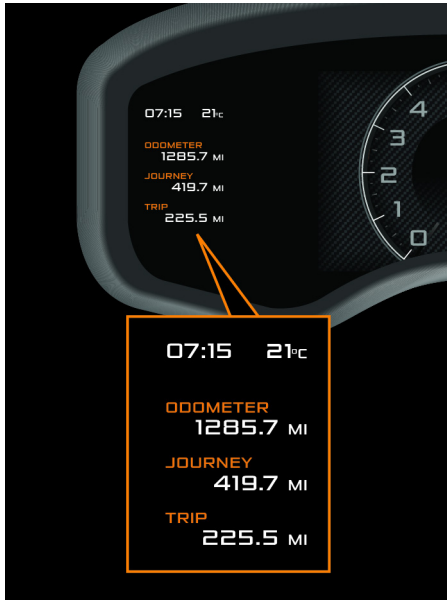 07:15 21°C
ODOMETER
1285.7 MI
JOURNEY
419.7 MI
TRIP
225.5 MI
4
3
2
1
0
07:15 21°C
ODOMETER
1285.7 MI
JOURNEY
419.7 MI
TRIP
225.5 MI